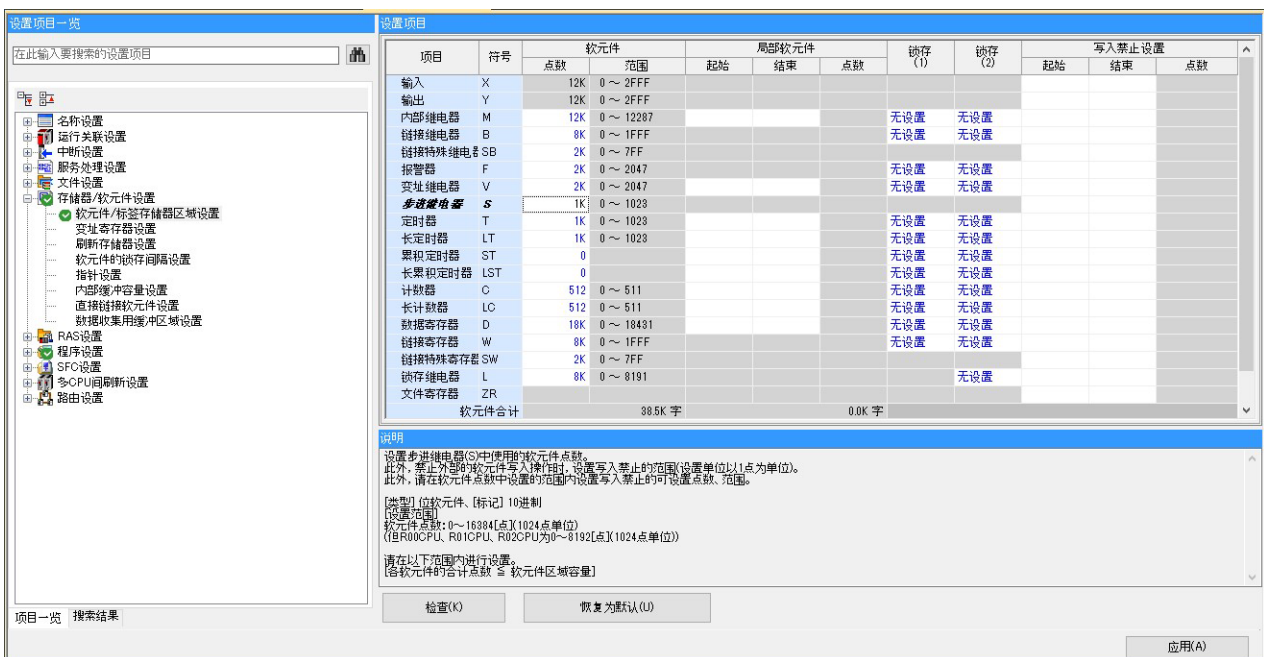 设置项目一览
在此输入要搜索的设置项目
名称设置
运行关联设置
中断设置
服务处理设置
文件设置
存储器/软元件设置
软元件/标签存储器区域设置
变址寄存器设置
刷新存储器设置
软元件的锁存间隔设置
指针设置
内部缓冲容量设置
直接链接软元件设置
数据收集用缓冲区域设置
RAS设置
程序设置
SFC设置
多CPU间刷新设置
路由设置
项目一览 搜索结果
设置项目
项目 符号 软元件 局部软元件 锁存(1) 锁存(2) 写入禁止设置
点数 范围 起始 结束 点数 起始 结束 点数
输入 X 12K 0 ～ 2FFF
输出 Y 12K 0 ～ 2FFF
内部继电器 M 12K 0 ～ 12287 无设置 无设置
链接继电器 B 8K 0 ～ 1FFF 无设置 无设置
链接特殊继电 SB 2K 0 ～ 7FF
报警器 F 2K 0 ～ 2047 无设置 无设置
变址继电器 V 2K 0 ～ 2047 无设置 无设置
步进继电器 S 1K 0 ～ 1023
定时器 T 1K 0 ～ 1023 无设置 无设置
长定时器 LT 1K 0 ～ 1023 无设置 无设置
累积定时器 ST 0 无设置 无设置
长累积定时器 LST 0 无设置 无设置
计数器 C 512 0 ～ 511 无设置 无设置
长计数器 LC 512 0 ～ 511 无设置 无设置
数据寄存器 D 18K 0 ～ 18431 无设置 无设置
链接寄存器 W 8K 0 ～ 1FFF 无设置 无设置
链接特殊寄存 SW 2K 0 ～ 7FF
锁存继电器 L 8K 0 ～ 8191 无设置
文件寄存器 ZR
软元件合计 38.5K 字 0.0K 字
说明
设置步进继电器(S)中使用的软元件点数。
此外，禁止外部的软元件写入操作时，设置写入禁止的范围(设置单位以1点为单位)。
此外，请在软元件点数中设置的范围内设置写入禁止的可设置点数、范围。
[类型] 位软元件、[标记] 10进制
[设置范围]
软元件点数：0～16384[点](1024点单位)
(但R00CPU、R01CPU、R02CPU为0～8192[点](1024点单位))
请在以下范围内进行设置。
[各软元件的合计点数 ≦ 软元件区域容量]
检查(K) 恢复为默认(U)
应用(A)